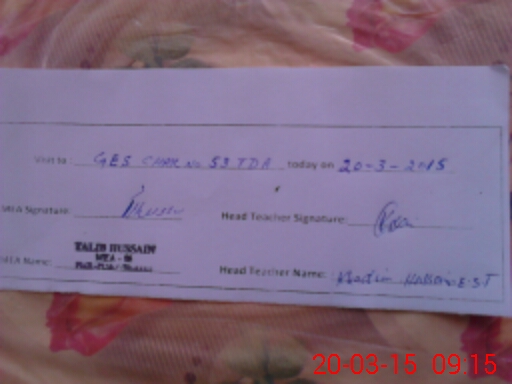 Visit to : GES CHAK No 53 TDA today on 20-3-2015
MEA Signature: Head Teacher Signature:
TALIB HUSSAIN
MEA Name: MEA - Head Teacher Name: Hussain E.S.T
20-03-15 09:15